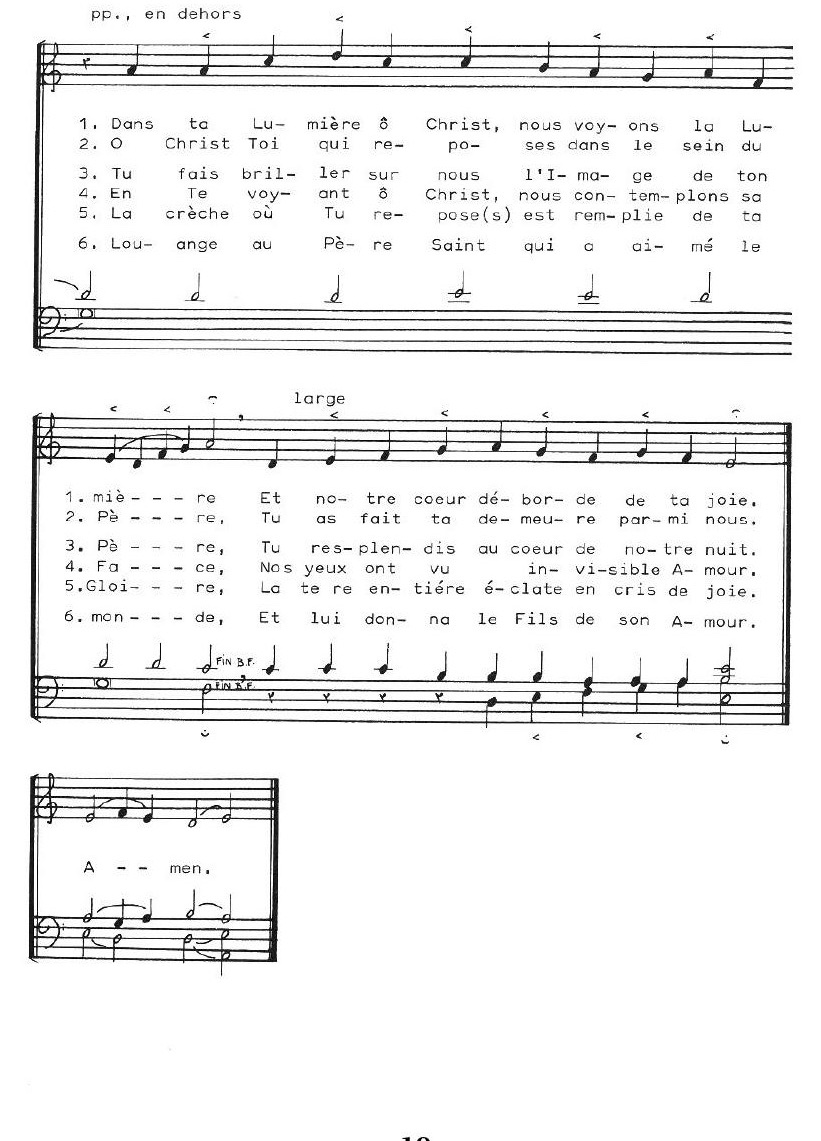 pp., en dehors
1. Dans ta Lu- mière ô Christ, nous voy- ons la Lu-
2. O Christ Toi qui re- po- ses dans le sein du
3. Tu fais bril- ler sur nous l'I- ma- ge de ton
4. En Te voy- ant ô Christ, nous con- tem- plons sa
5. La crèche où Tu re- pose(s) est rem- plie de ta
6. Lou- ange au Pè- re Saint qui a ai- mé le
large
1. miè - - - re Et no- tre coeur dé- bor- de de ta joie.
2. Pè - - - re, Tu as fait ta de- meu- re par- mi nous.
3. Pè - - - re, Tu res- plen- dis au coeur de no- tre nuit.
4. Fa - - - ce, Nos yeux ont vu in- vi- sible A- mour.
5.Gloi- - - re, La te re en- tiére é- clate en cris de joie.
6. mon - - - de, Et lui don- na le Fils de son A- mour.
FIN B.F.
FIN B.F.
A - - men.